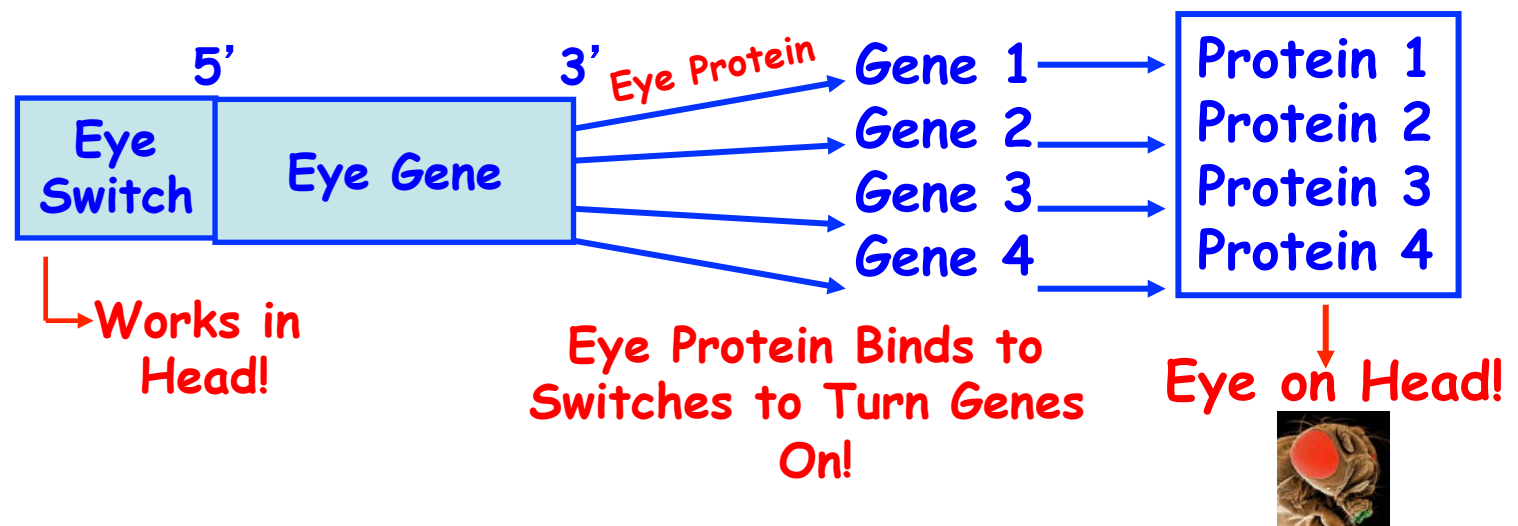 5’
3’
Eye Protein
Eye
Switch
Eye Gene
Gene 1
Gene 2
Gene 3
Gene 4
Protein 1
Protein 2
Protein 3
Protein 4
Works in
Head!
Eye Protein Binds to
Switches to Turn Genes
On!
Eye on Head!